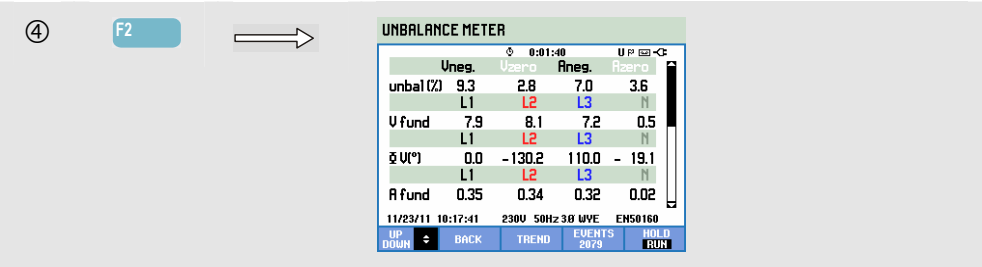 ④ F2
UNBALANCE METER
0:01:40 U
Vneg. Vzero Aneg. Azero
unbal(%) 9.3 2.8 7.0 3.6
L1 L2 L3 N
V fund 7.9 8.1 7.2 0.5
L1 L2 L3 N
Φ V(°) 0.0 -130.2 110.0 - 19.1
L1 L2 L3 N
A fund 0.35 0.34 0.32 0.02
11/23/11 10:17:41 230V 50Hz 3.0 WYE EN50160
UP DOWN BACK TREND EVENTS 2079 HOLD RUN